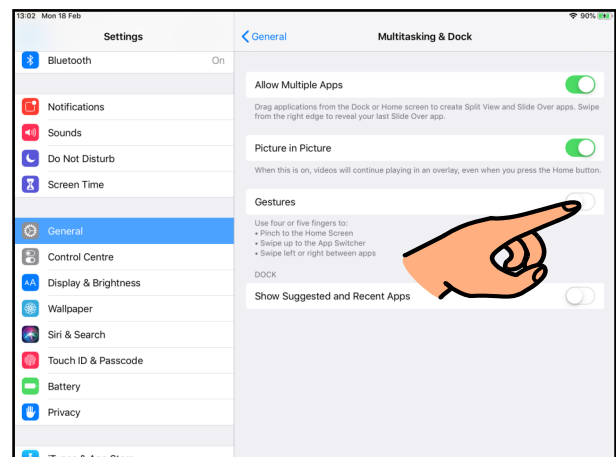 13:02 Mon 18 Feb
90%
Settings
General
Multitasking & Dock
Bluetooth
On
Notifications
Sounds
Do Not Disturb
Screen Time
General
Control Centre
AA Display & Brightness
Wallpaper
Siri & Search
Touch ID & Passcode
Battery
Privacy
iTunes & App Store
Allow Multiple Apps
Drag applications from the Dock or Home screen to create Split View and Slide Over apps. Swipe
from the right edge to reveal your last Slide Over app.
Picture in Picture
When this is on, videos will continue playing in an overlay, even when you press the Home button.
Gestures
Use four or five fingers to:
• Pinch to the Home Screen
• Swipe up to the App Switcher
• Swipe left or right between apps
DOCK
Show Suggested and Recent Apps